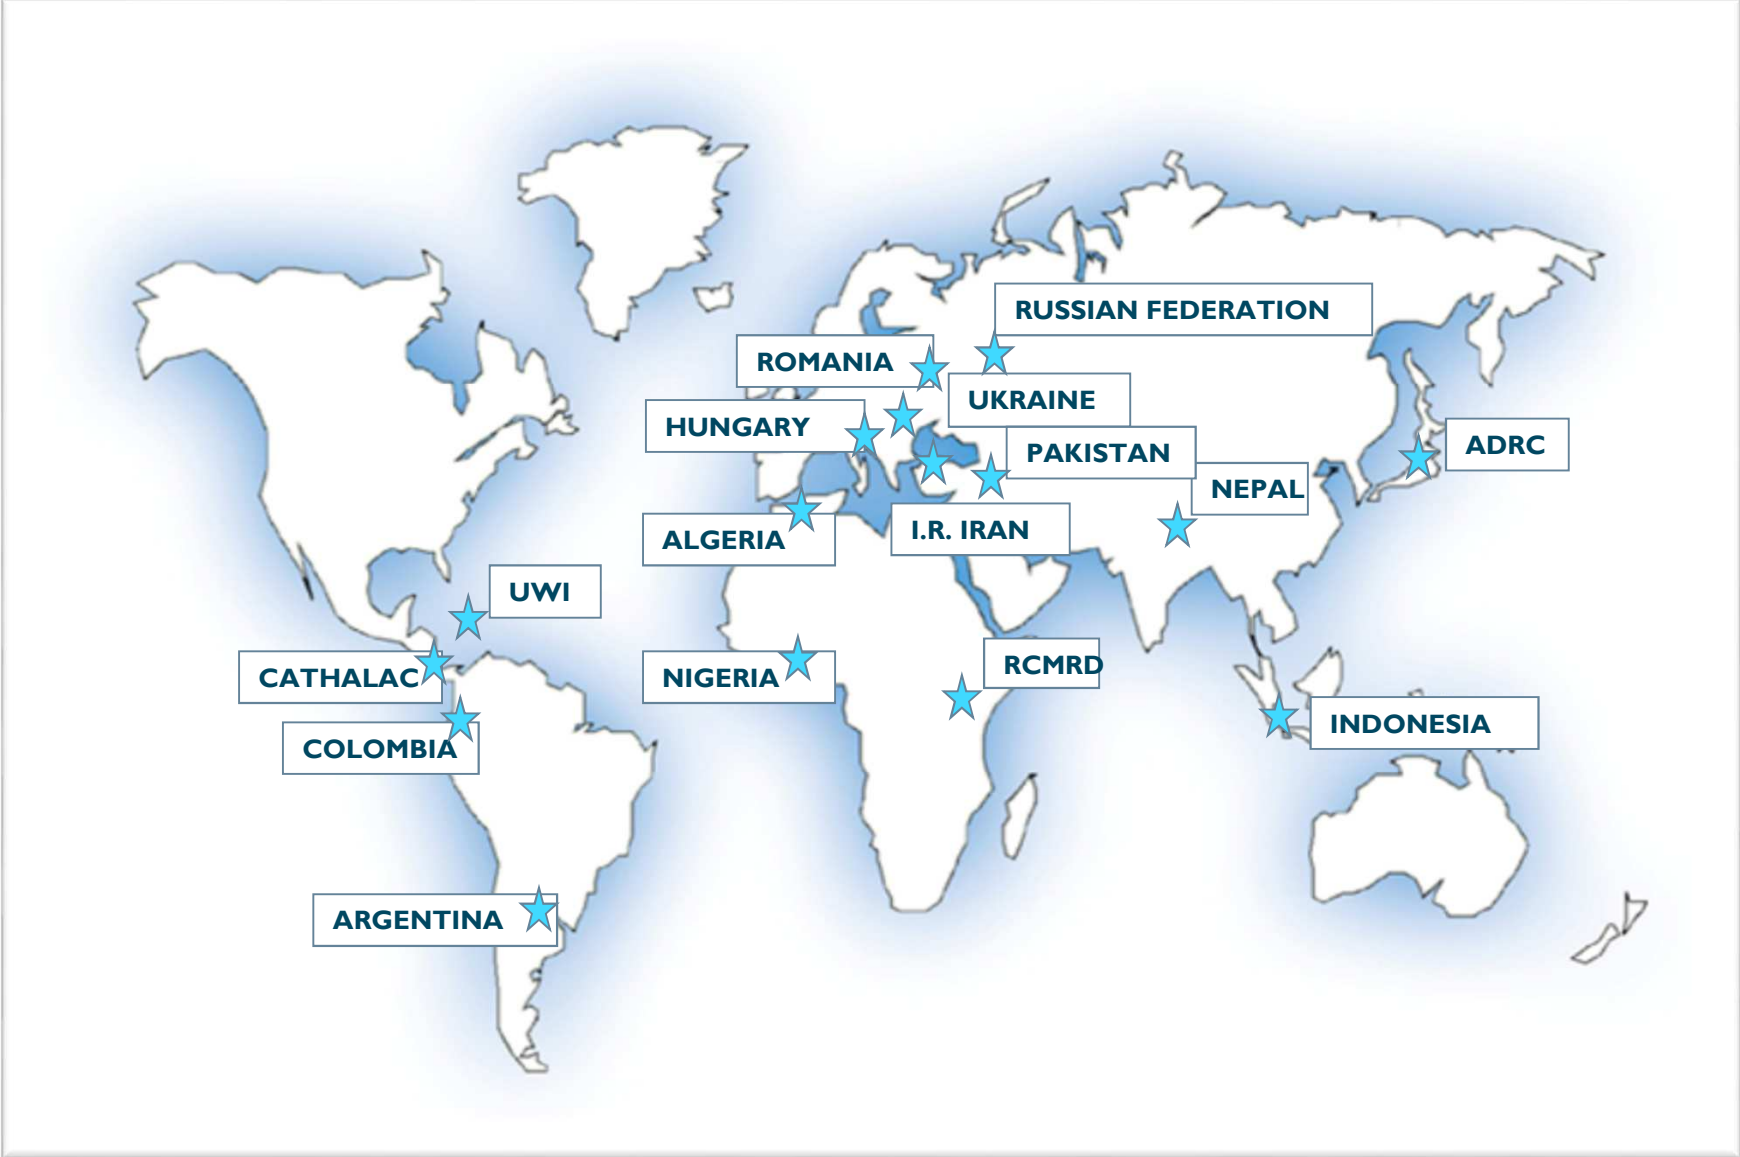 RUSSIAN FEDERATION
ROMANIA
UKRAINE
HUNGARY
PAKISTAN
ADRC
NEPAL
I.R. IRAN
ALGERIA
UWI
RCMRD
CATHALAC
NIGERIA
INDONESIA
COLOMBIA
ARGENTINA